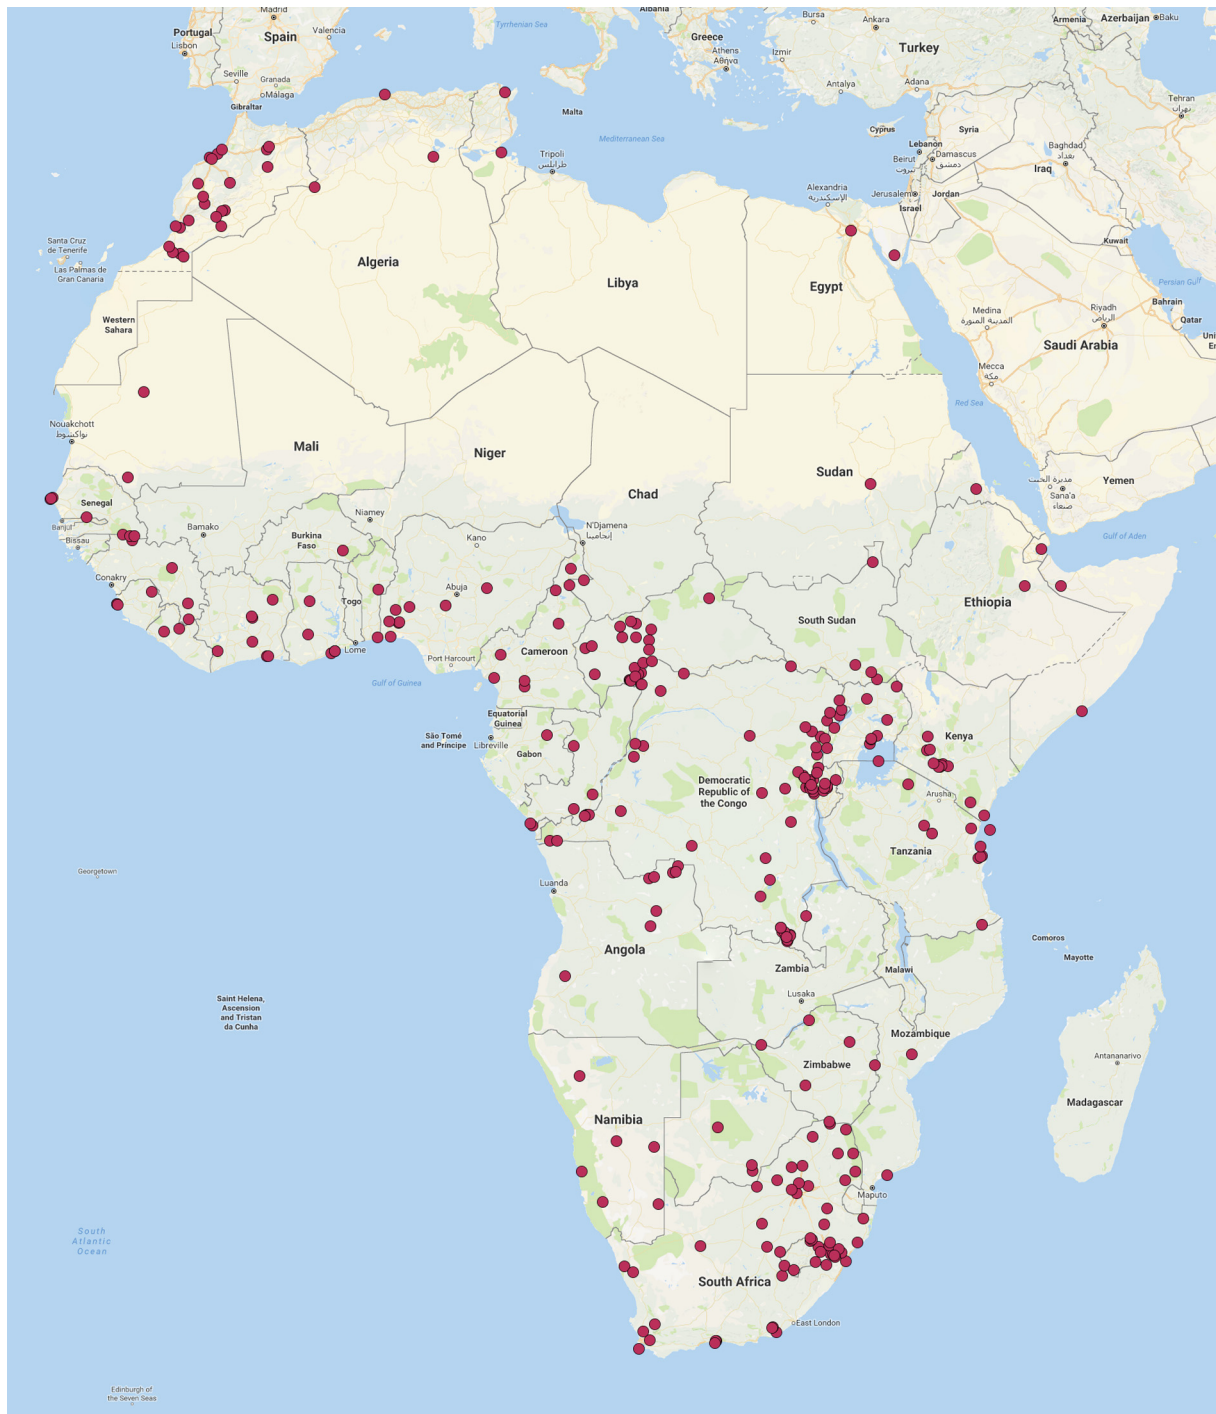 Madrid
Portugal
Lisbon
Spain
Valencia
Seville
Granada
Málaga
Gibraltar
Tyrrhenian Sea
Albania
Greece
Athens
Αθήνα
Bursa
Ankara
Izmir
Turkey
Antalya
Adana
Armenia
Azerbaijan
Baku
Tehran
تهران
Malta
Mediterranean Sea
Cyprus
Syria
Lebanon
Beirut
بيروت
Damascus
دمشق
Baghdad
بغداد
Iraq
Tripoli
طرابلس
Alexandria
الإسكندرية
Jerusalem
Israel
Jordan
Kuwait
Persian Gulf
Santa Cruz
de Tenerife
Las Palmas de
Gran Canaria
Algeria
Libya
Egypt
Medina
المدينة المنورة
Riyadh
الرياض
Bahrain
Qatar
Saudi Arabia
Western
Sahara
Mecca
مكة
Red Sea
Nouakchott
نواكشوط
Mali
Niger
Chad
Sudan
Yemen
Sana'a
صنعاء
Senegal
Banjul
Bissau
Bamako
Burkina
Faso
Niamey
Kano
N'Djamena
إنجامينا
Gulf of Aden
Conakry
Togo
Abuja
Ethiopia
South Sudan
Lome
Port Harcourt
Cameroon
Gulf of Guinea
Equatorial
Guinea
São Tomé
and Príncipe
Libreville
Gabon
Kenya
Democratic
Republic of
the Congo
Arusha
Tanzania
Georgetown
Luanda
Angola
Comoros
Mayotte
Zambia
Malawi
Lusaka
Saint Helena,
Ascension
and Tristan
da Cunha
Mozambique
Zimbabwe
Antananarivo
Madagascar
Namibia
Maputo
South
Atlantic
Ocean
South Africa
East London
Edinburgh of
the Seven Seas